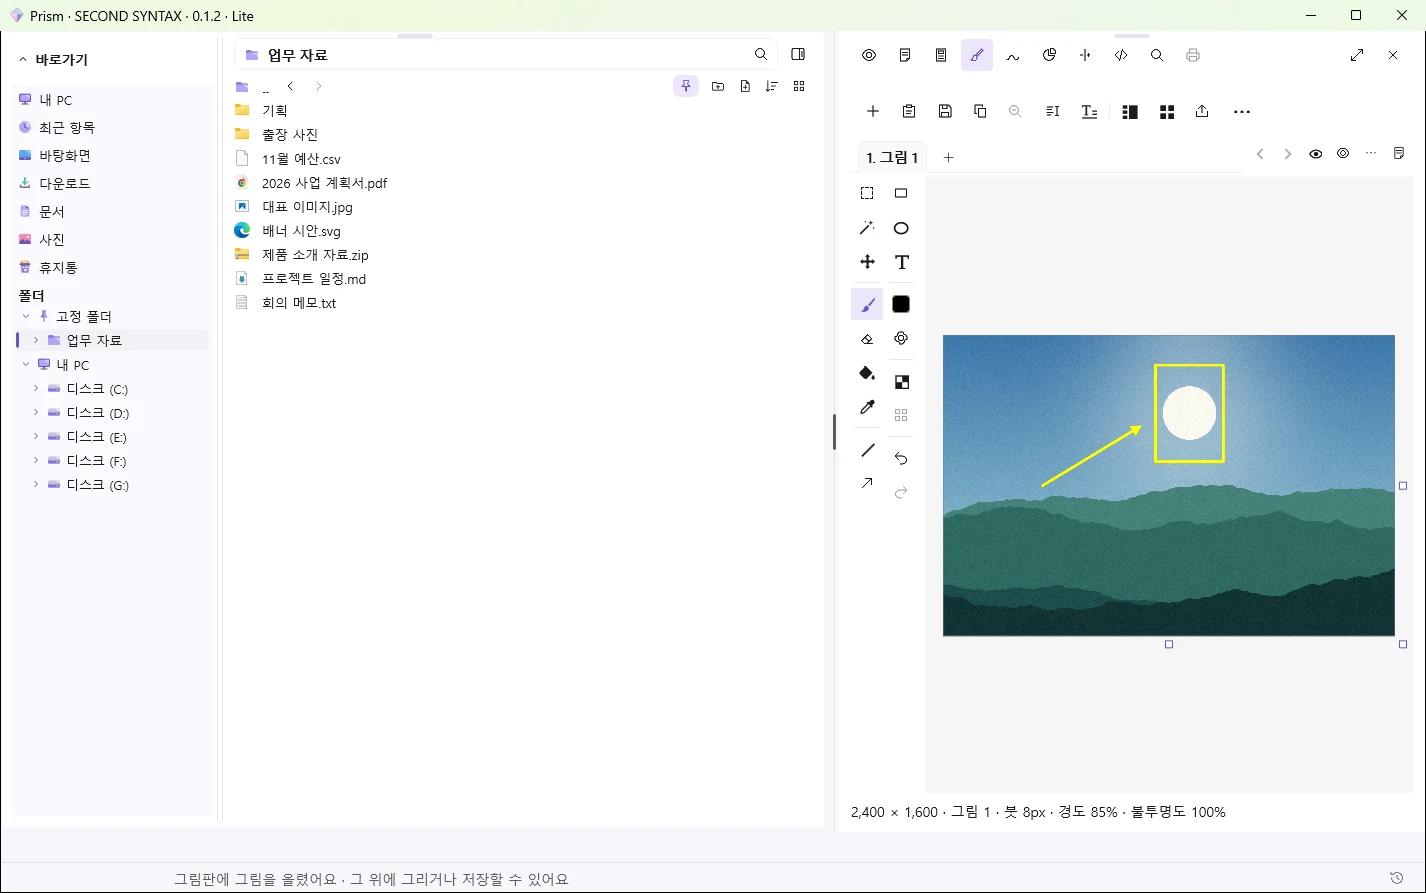 Prism · SECOND SYNTAX · 0.1.2 · Lite
바로가기
내 PC
최근 항목
바탕화면
다운로드
문서
사진
휴지통
폴더
고정 폴더
업무 자료
내 PC
디스크 (C:)
디스크 (D:)
디스크 (E:)
디스크 (F:)
디스크 (G:)
업무 자료
..
기획
출장 사진
11월 예산.csv
2026 사업 계획서.pdf
대표 이미지.jpg
배너 시안.svg
제품 소개 자료.zip
프로젝트 일정.md
회의 메모.txt
1. 그림 1
2,400 × 1,600 · 그림 1 · 붓 8px · 경도 85% · 불투명도 100%
그림판에 그림을 올렸어요 · 그 위에 그리거나 저장할 수 있어요